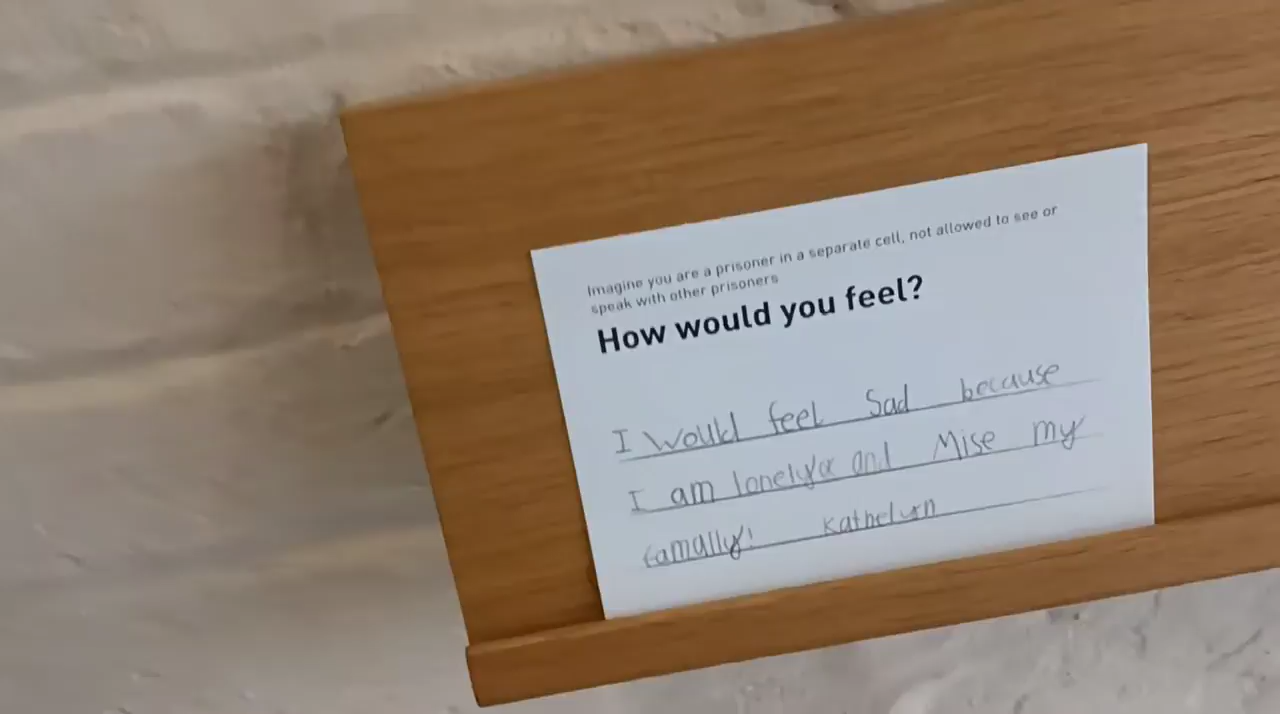 Imagine you are a prisoner in a separate cell, not allowed to see or
speak with other prisoners
How would you feel?
I would feel Sad because
I am lonely and Mise my
famally! Kathelyn